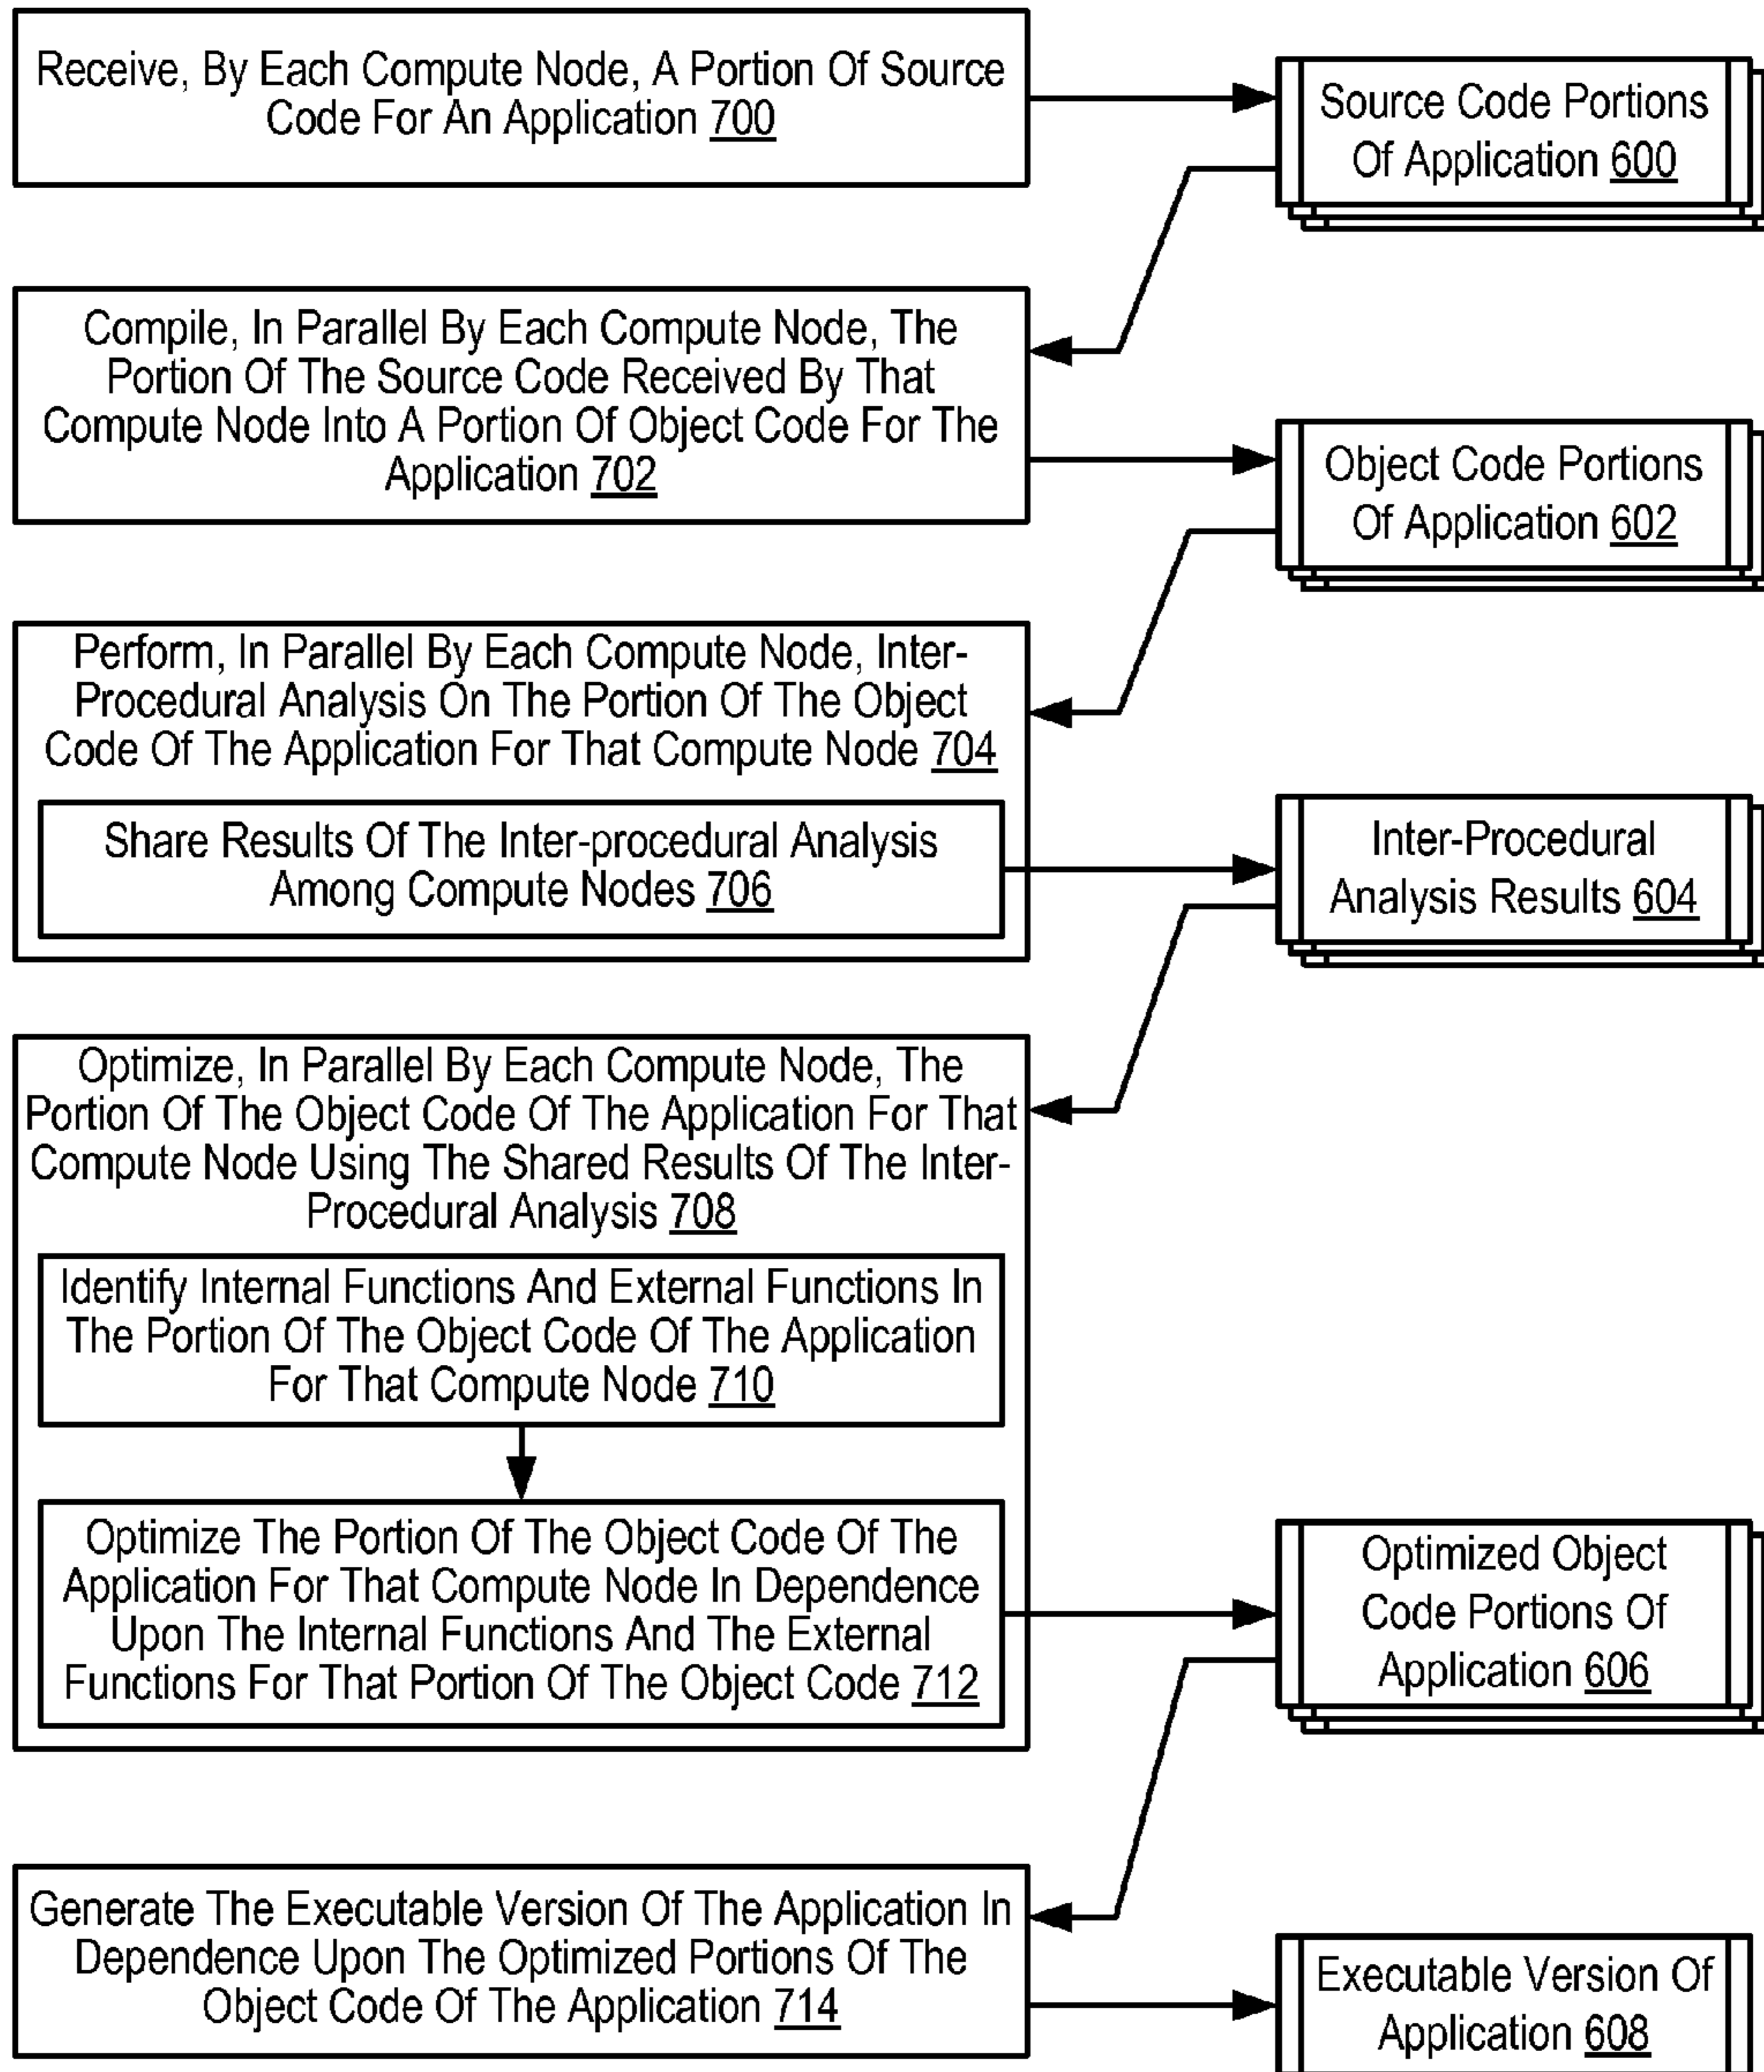 Receive, By Each Compute Node, A Portion Of Source
Code For An Application 700
Source Code Portions
Of Application 600
Compile, In Parallel By Each Compute Node, The
Portion Of The Source Code Received By That
Compute Node Into A Portion Of Object Code For The
Application 702
Object Code Portions
Of Application 602
Perform, In Parallel By Each Compute Node, Inter-
Procedural Analysis On The Portion Of The Object
Code Of The Application For That Compute Node 704
Share Results Of The Inter-procedural Analysis
Among Compute Nodes 706
Inter-Procedural
Analysis Results 604
Optimize, In Parallel By Each Compute Node, The
Portion Of The Object Code Of The Application For That
Compute Node Using The Shared Results Of The Inter-
Procedural Analysis 708
Identify Internal Functions And External Functions In
The Portion Of The Object Code Of The Application
For That Compute Node 710
Optimize The Portion Of The Object Code Of The
Application For That Compute Node In Dependence
Upon The Internal Functions And The External
Functions For That Portion Of The Object Code 712
Optimized Object
Code Portions Of
Application 606
Generate The Executable Version Of The Application In
Dependence Upon The Optimized Portions Of The
Object Code Of The Application 714
Executable Version Of
Application 608